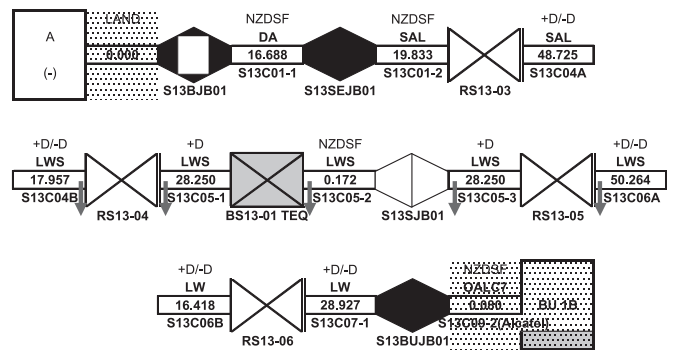 LAND NZDSF NZDSF +D/-D
A DA SAL SAL
(-) 0.000 16.688 19.833 48.725
S13BJB01 S13C01-1 S13SEJB01 S13C01-2 RS13-03 S13C04A
+D/-D +D NZDSF +D +D/-D
LWS LWS LWS LWS LWS
17.957 28.250 0.172 28.250 50.264
S13C04B RS13-04 S13C05-1 BS13-01 TEQ S13C05-2 S13SJB01 S13C05-3 RS13-05 S13C06A
+D/-D +D/-D NZDSF
LW LW OALC7
16.418 28.927 0.080 BU 1B
S13C06B RS13-06 S13C07-1 S13BUJB01 S13C09-2(Alcatel)